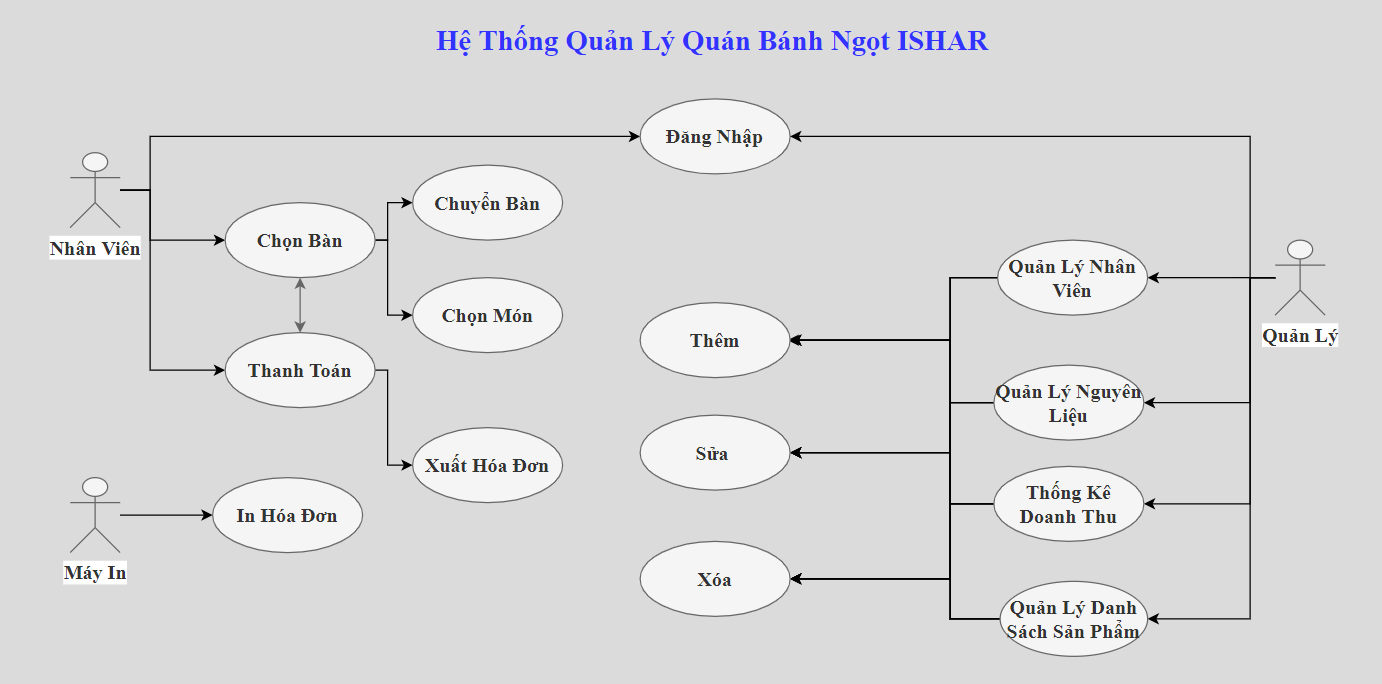 Hệ Thống Quản Lý Quán Bánh Ngọt ISHAR
Đăng Nhập
Nhân Viên
Chọn Bàn
Chuyển Bàn
Chọn Món
Thanh Toán
Xuất Hóa Đơn
Máy In
In Hóa Đơn
Thêm
Sửa
Xóa
Quản Lý Nhân
Viên
Quản Lý Nguyên
Liệu
Thống Kê
Doanh Thu
Quản Lý Danh
Sách Sản Phẩm
Quản Lý